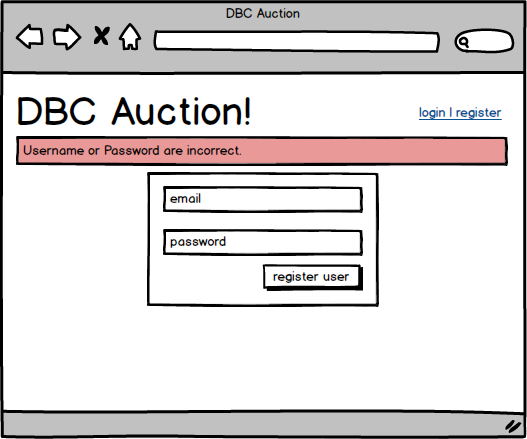 DBC Auction
DBC Auction!
login | register
Username or Password are incorrect.
email
password
register user